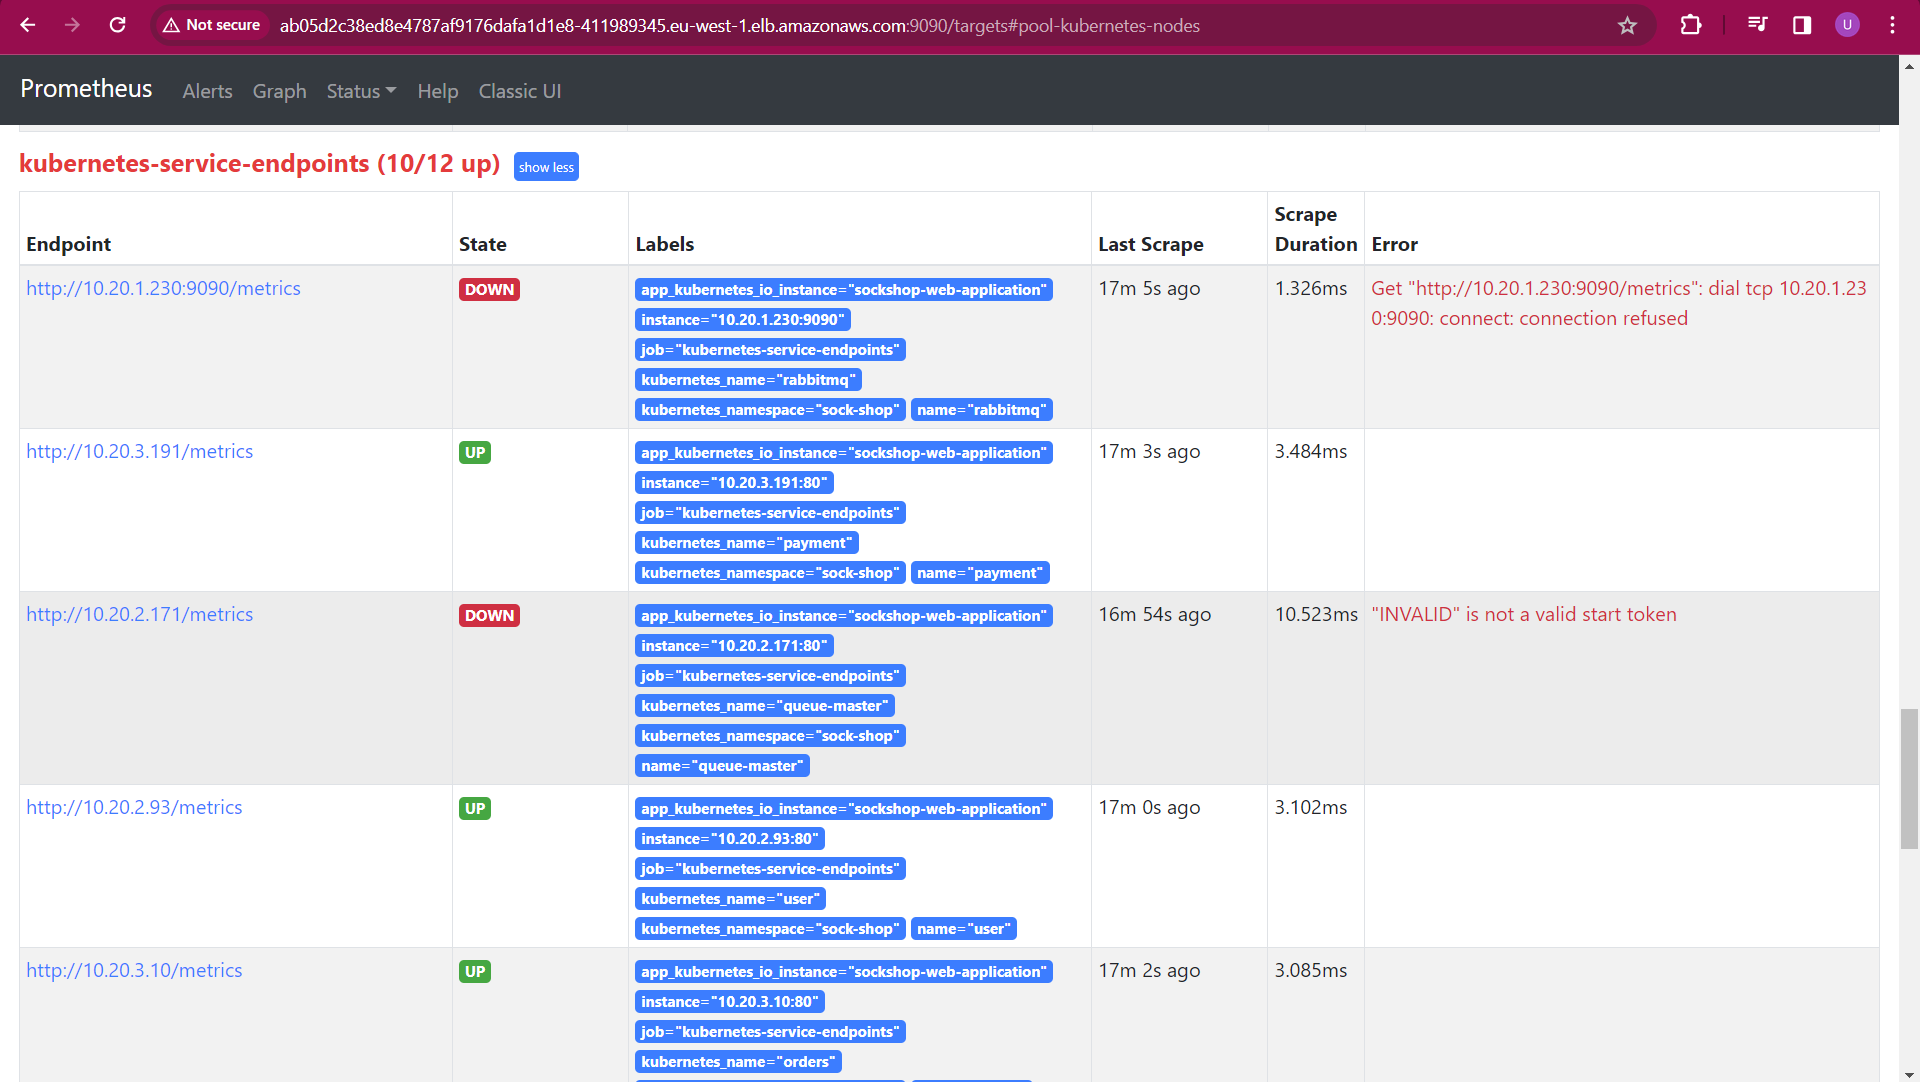 Not secure ab05d2c38ed8e4787af9176dafa1d1e8-411989345.eu-west-1.elb.amazonaws.com:9090/targets#pool-kubernetes-nodes U
Prometheus Alerts Graph Status Help Classic UI
kubernetes-service-endpoints (10/12 up) show less
Endpoint State Labels Last Scrape Scrape Duration Error
http://10.20.1.230:9090/metrics DOWN app_kubernetes_io_instance="sockshop-web-application" 17m 5s ago 1.326ms Get "http://10.20.1.230:9090/metrics": dial tcp 10.20.1.23
instance="10.20.1.230:9090" 0:9090: connect: connection refused
job="kubernetes-service-endpoints"
kubernetes_name="rabbitmq"
kubernetes_namespace="sock-shop" name="rabbitmq"
http://10.20.3.191/metrics UP app_kubernetes_io_instance="sockshop-web-application" 17m 3s ago 3.484ms
instance="10.20.3.191:80"
job="kubernetes-service-endpoints"
kubernetes_name="payment"
kubernetes_namespace="sock-shop" name="payment"
http://10.20.2.171/metrics DOWN app_kubernetes_io_instance="sockshop-web-application" 16m 54s ago 10.523ms "INVALID" is not a valid start token
instance="10.20.2.171:80"
job="kubernetes-service-endpoints"
kubernetes_name="queue-master"
kubernetes_namespace="sock-shop"
name="queue-master"
http://10.20.2.93/metrics UP app_kubernetes_io_instance="sockshop-web-application" 17m 0s ago 3.102ms
instance="10.20.2.93:80"
job="kubernetes-service-endpoints"
kubernetes_name="user"
kubernetes_namespace="sock-shop" name="user"
http://10.20.3.10/metrics UP app_kubernetes_io_instance="sockshop-web-application" 17m 2s ago 3.085ms
instance="10.20.3.10:80"
job="kubernetes-service-endpoints"
kubernetes_name="orders"